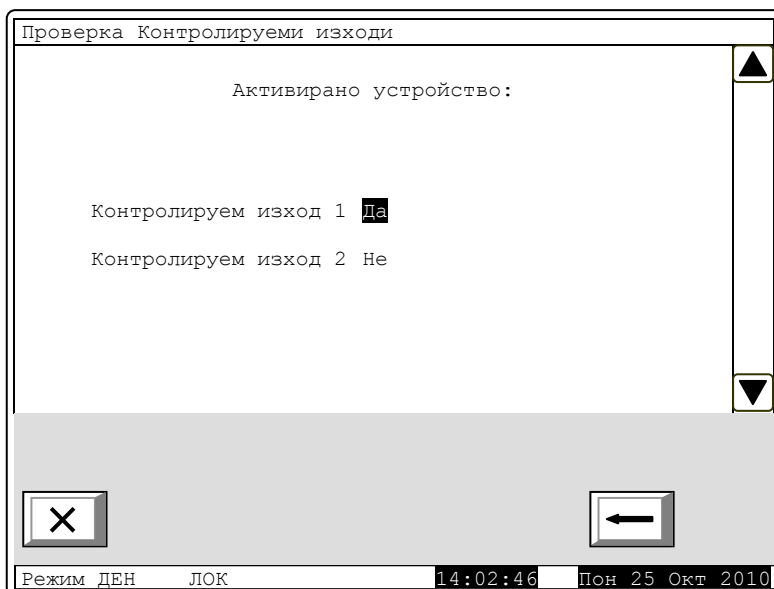 Проверка Контролируеми изходи
Активирано устройство:
Контролируем изход 1 Да
Контролируем изход 2 Не
Режим ДЕН ЛОК 14:02:46 Пон 25 Окт 2010